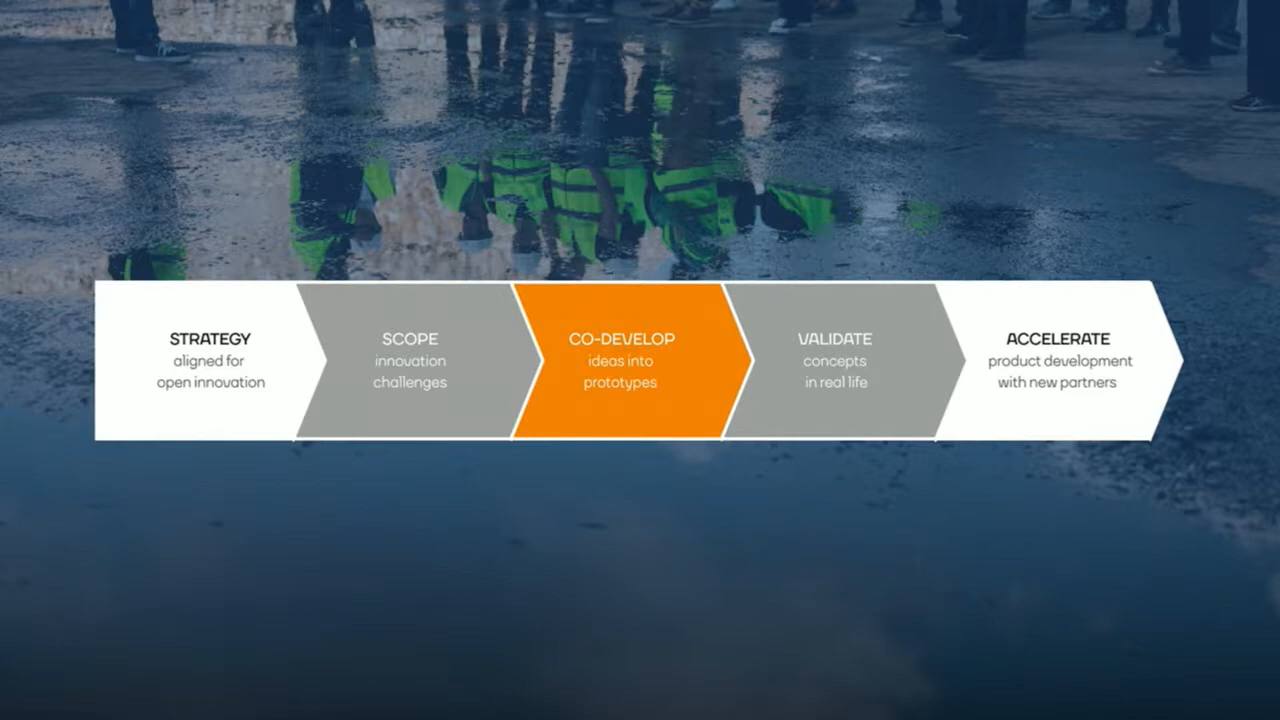 STRATEGY
aligned for
open innovation
SCOPE
innovation
challenges
CO-DEVELOP
ideas into
prototypes
VALIDATE
concepts
in real life
ACCELERATE
product development
with new partners